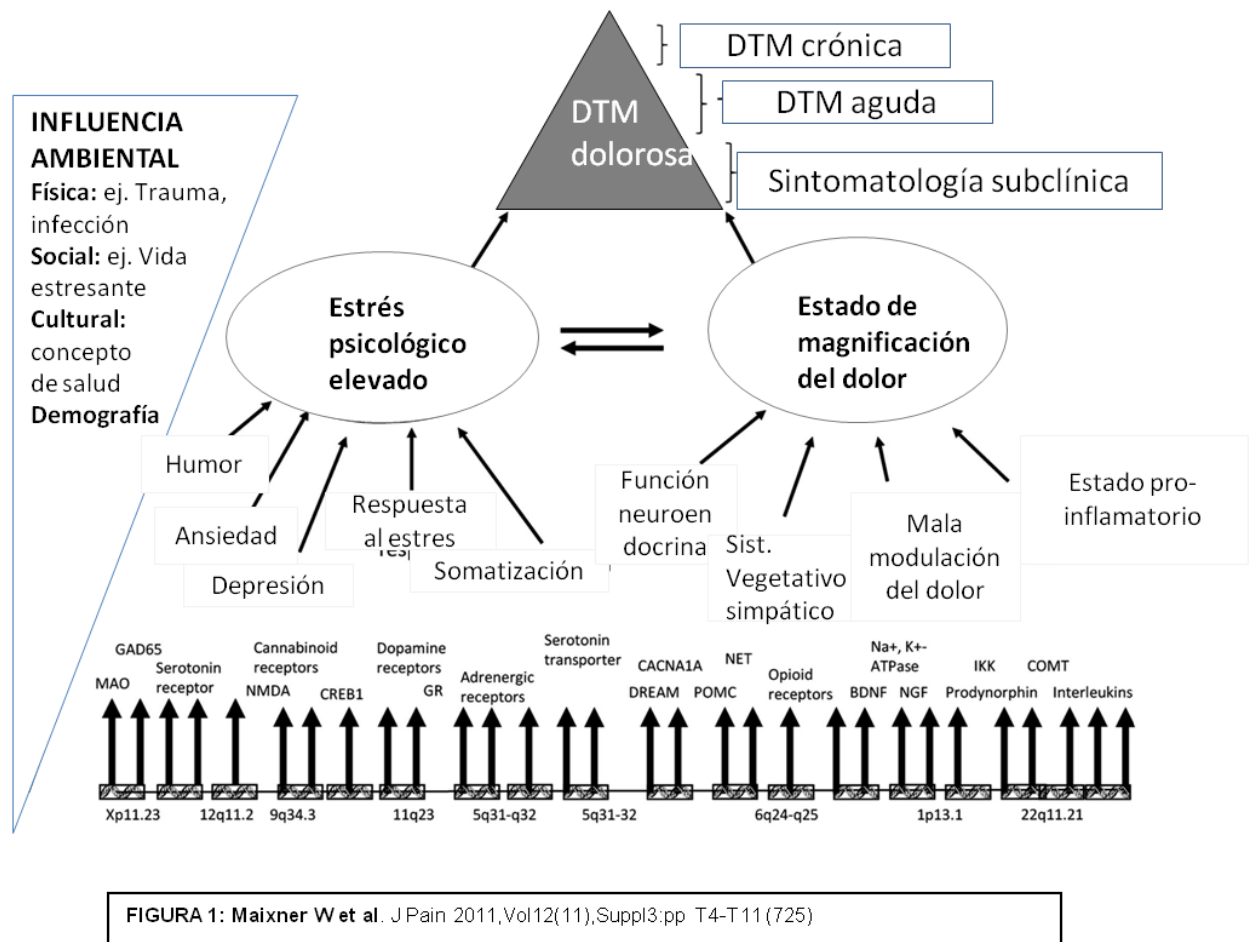 DTM crónica
DTM aguda
Sintomatología subclínica
DTM
dolorosa
INFLUENCIA
AMBIENTAL
Física: ej. Trauma,
infección
Social: ej. Vida
estresante
Cultural:
concepto
de salud
Demografía
Estrés
psicológico
elevado
Estado de
magnificación
del dolor
Humor
Ansiedad
Depresión
Respuesta
al estres
Somatización
Función
neuroen
docrina
Sist.
Vegetativo
simpático
Mala
modulación
del dolor
Estado pro-
inflamatorio
MAO
GAD65
Serotonin
receptor
NMDA
Cannabinoid
receptors
CREB1
Dopamine
receptors
GR
Adrenergic
receptors
Serotonin
transporter
CACNA1A
DREAM
POMC
NET
Opioid
receptors
BDNF
Na+, K+-
ATPase
NGF
Prodynorphin
IKK
COMT
Interleukins
Xp11.23
12q11.2
9q34.3
11q23
5q31-q32
5q31-32
6q24-q25
1p13.1
22q11.21
FIGURA 1: Maixner W et al. J Pain 2011,Vol12(11),Suppl3:pp T4-T11(725)